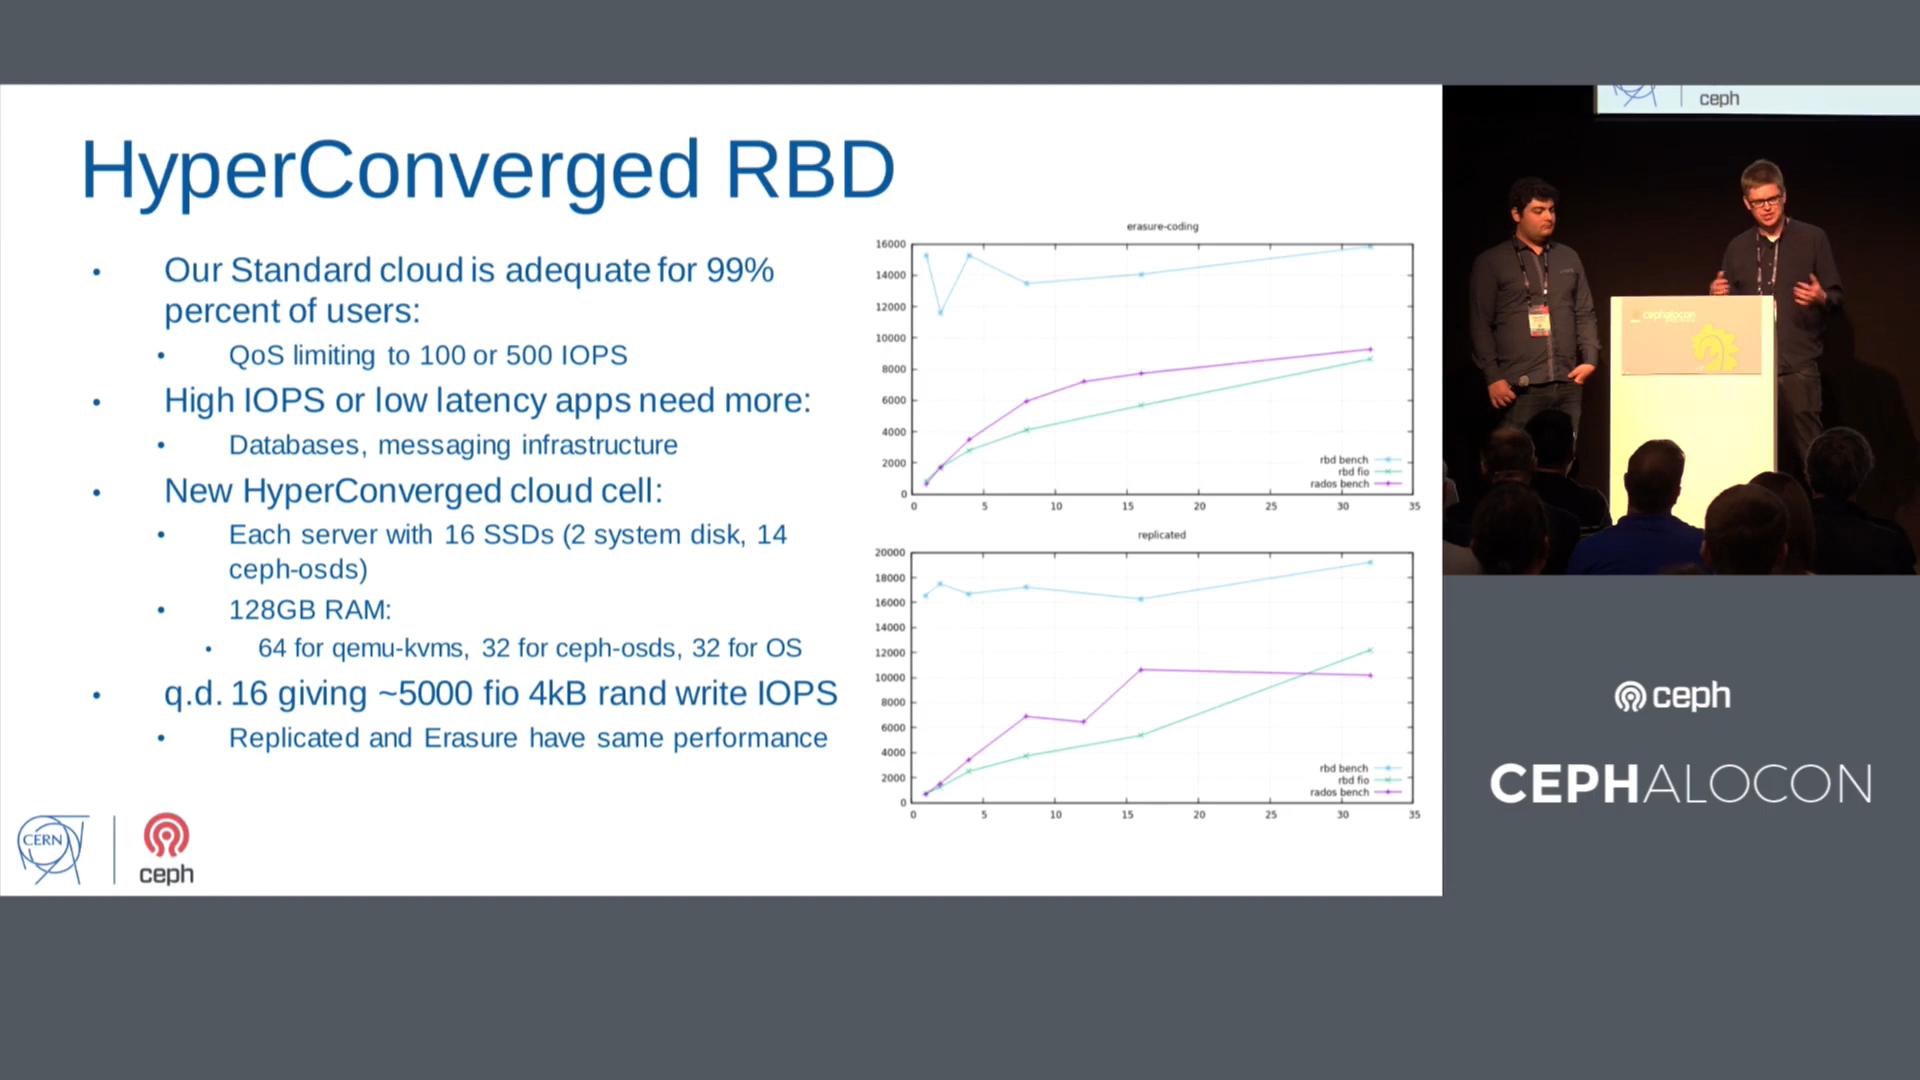 HyperConverged RBD
• Our Standard cloud is adequate for 99%
percent of users:
• QoS limiting to 100 or 500 IOPS
• High IOPS or low latency apps need more:
• Databases, messaging infrastructure
• New HyperConverged cloud cell:
• Each server with 16 SSDs (2 system disk, 14
ceph-osds)
• 128GB RAM:
• 64 for qemu-kvms, 32 for ceph-osds, 32 for OS
• q.d. 16 giving ~5000 fio 4kB rand write IOPS
• Replicated and Erasure have same performance
CERN
ceph
erasure-coding
16000
14000
12000
10000
8000
6000
4000
2000
0
rbd bench
rbd fio
rados bench
0 5 10 15 20 25 30 35
replicated
20000
18000
16000
14000
12000
10000
8000
6000
4000
2000
0
rbd bench
rbd fio
rados bench
0 5 10 15 20 25 30 35
ceph
cephalocon
ceph
CEPHALOCON